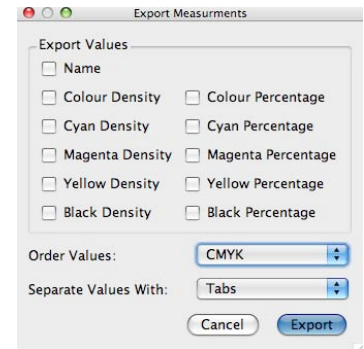 Export Measurments
Export Values
Name
Colour Density Colour Percentage
Cyan Density Cyan Percentage
Magenta Density Magenta Percentage
Yellow Density Yellow Percentage
Black Density Black Percentage
Order Values: CMYK
Separate Values With: Tabs
Cancel Export